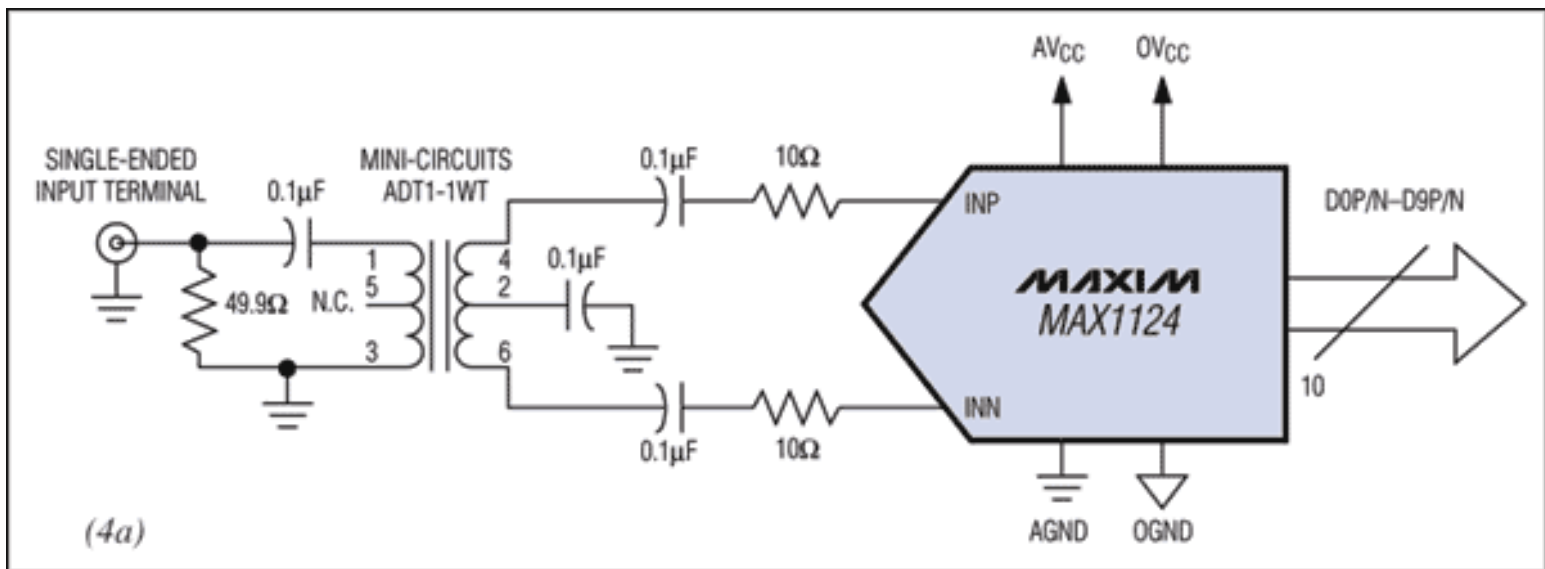 AVCC
OVCC
SINGLE-ENDED
INPUT TERMINAL
MINI-CIRCUITS
ADT1-1WT
0.1µF
0.1µF
10Ω
INP
D0P/N–D9P/N
1
5
3
4
2
6
0.1µF
49.9Ω
N.C.
MAXIM
MAX1124
10
INN
0.1µF
10Ω
AGND
OGND
(4a)